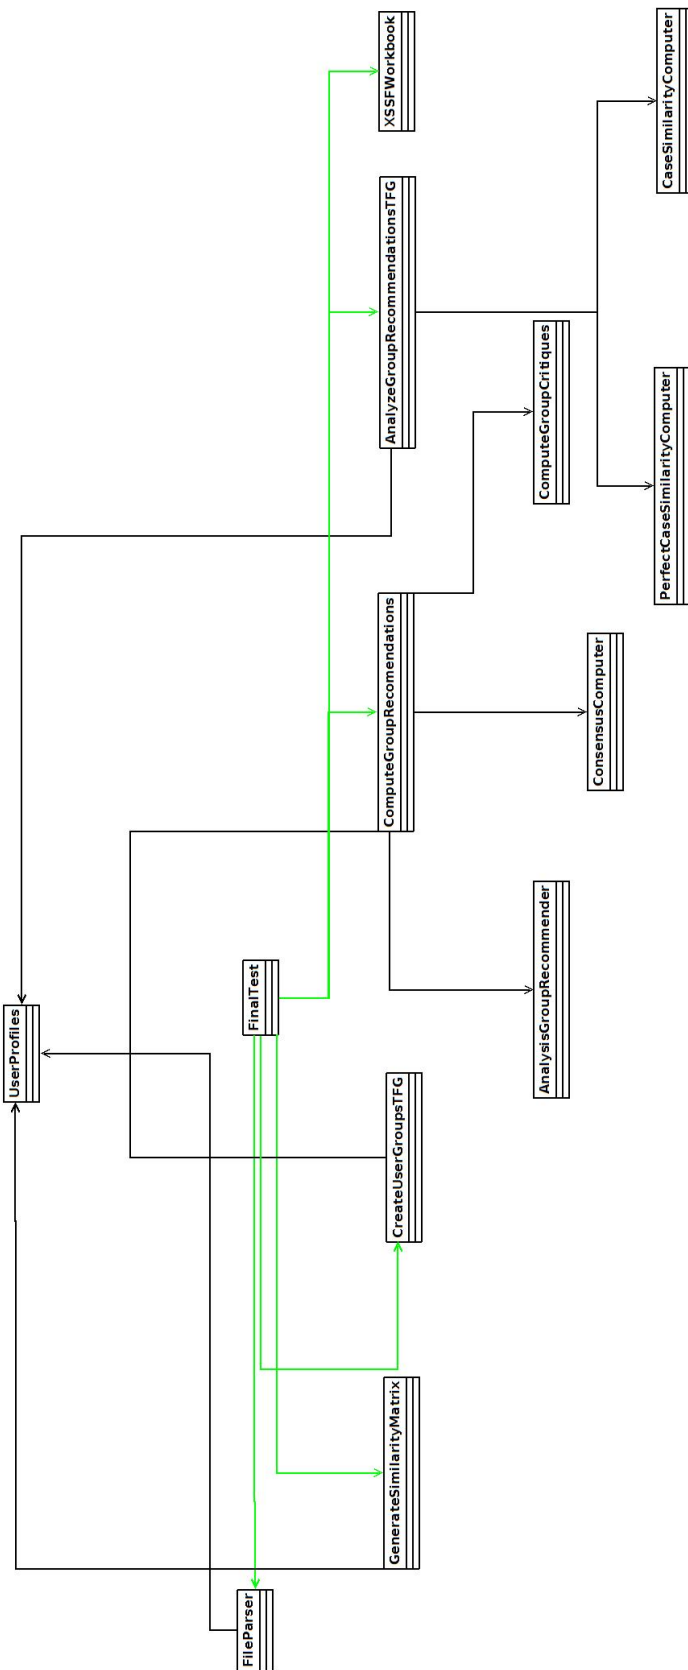 UserProfiles
FileParser
FinalTest
GenerateSimilarityMatrix
CreateUserGroupsTFG
ComputeGroupRecomendations
AnalyzeGroupRecommendationsTFG
XSSFWorkbook
AnalysisGroupRecommender
ComputeGroupCritiques
ConsensusComputer
PerfectCaseSimilarityComputer
CaseSimilarityComputer